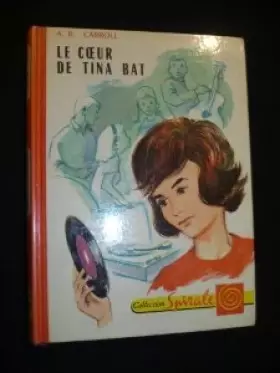 A. R. CARROLL
LE CŒUR
DE TINA BAT
Collection Spirale